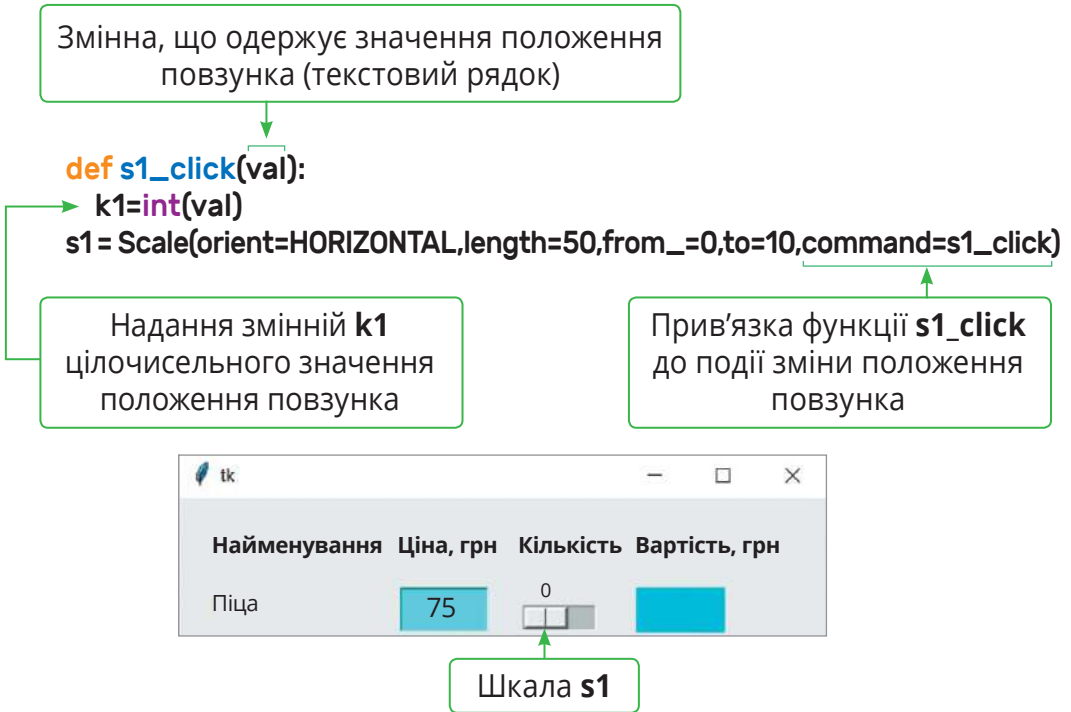 Змінна, що одержує значення положення
повзунка (текстовий рядок)
def s1_click(val):
k1=int(val)
s1 = Scale(orient=HORIZONTAL,length=50,from_=0,to=10,command=s1_click)
Надання змінній k1
цілочисельного значення
положення повзунка
Прив'язка функції s1_click
до події зміни положення
повзунка
tk
Найменування Ціна, грн Кількість Вартість, грн
0
Піца 75
Шкала s1